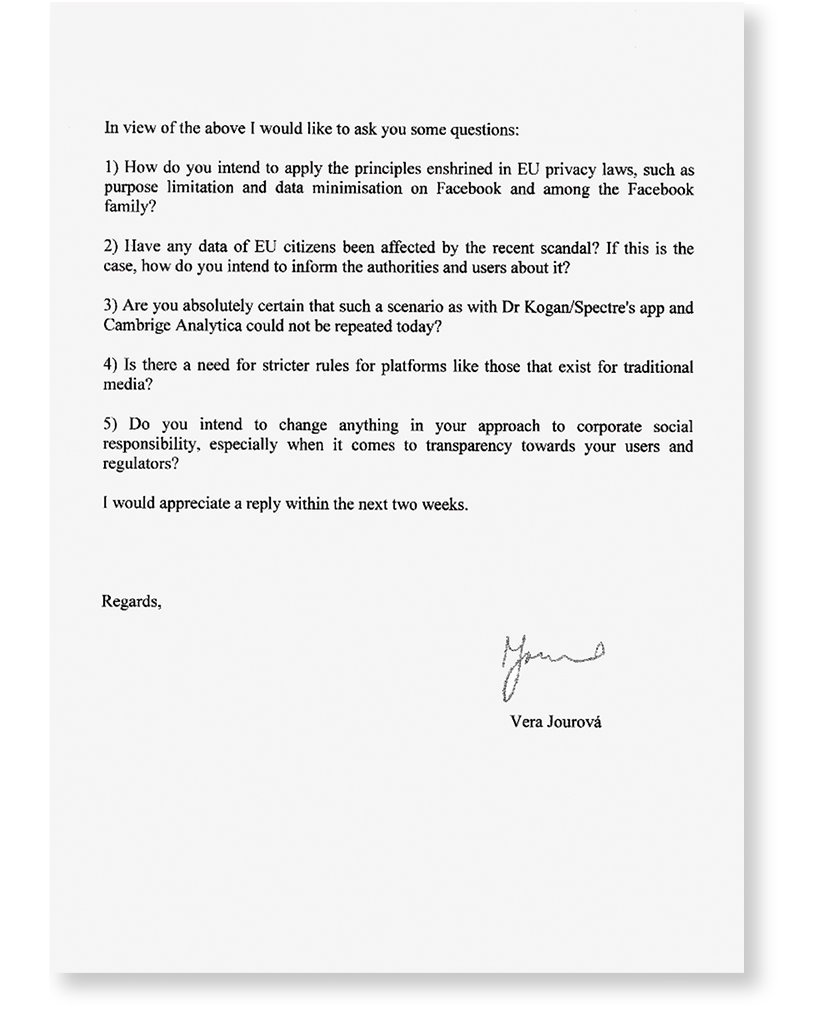 In view of the above I would like to ask you some questions:
1) How do you intend to apply the principles enshrined in EU privacy laws, such as
purpose limitation and data minimisation on Facebook and among the Facebook
family?
2) Have any data of EU citizens been affected by the recent scandal? If this is the
case, how do you intend to inform the authorities and users about it?
3) Are you absolutely certain that such a scenario as with Dr Kogan/Spectre's app and
Cambrige Analytica could not be repeated today?
4) Is there a need for stricter rules for platforms like those that exist for traditional
media?
5) Do you intend to change anything in your approach to corporate social
responsibility, especially when it comes to transparency towards your users and
regulators?
I would appreciate a reply within the next two weeks.
Regards,
Vera Jourová